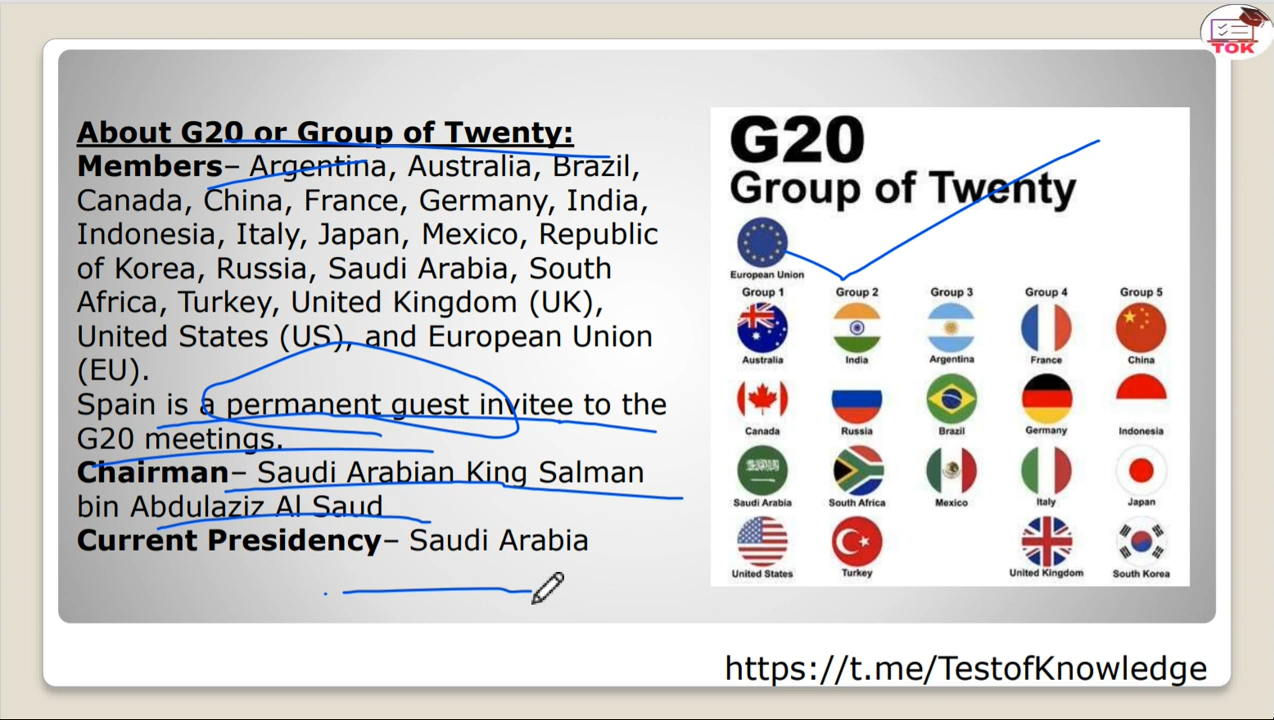 TOK
About G20 or Group of Twenty:
Members– Argentina, Australia, Brazil,
Canada, China, France, Germany, India,
Indonesia, Italy, Japan, Mexico, Republic
of Korea, Russia, Saudi Arabia, South
Africa, Turkey, United Kingdom (UK),
United States (US), and European Union
(EU).
Spain is a permanent guest invitee to the
G20 meetings.
Chairman– Saudi Arabian King Salman
bin Abdulaziz Al Saud
Current Presidency– Saudi Arabia
G20
Group of Twenty
European Union
Group 1 Group 2 Group 3 Group 4 Group 5
Australia India Argentina France China
Canada Russia Brazil Germany Indonesia
Saudi Arabia South Africa Mexico Italy Japan
United States Turkey United Kingdom South Korea
https://t.me/TestofKnowledge